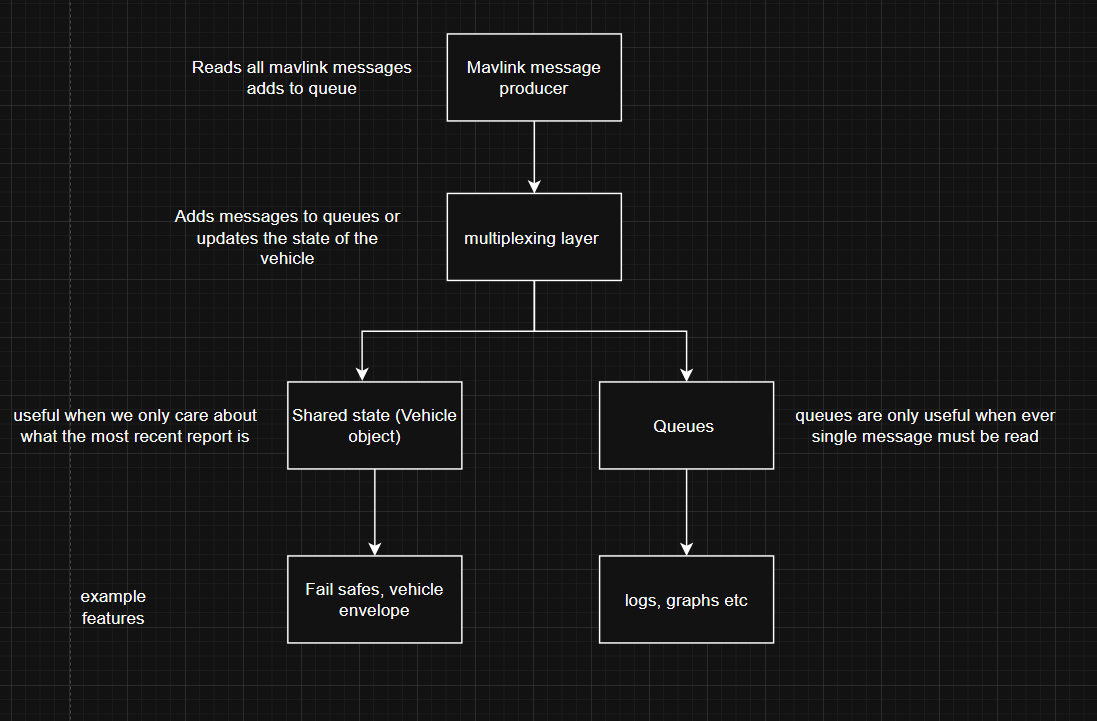 Reads all mavlink messages
adds to queue
Mavlink message
producer
Adds messages to queues or
updates the state of the
vehicle
multiplexing layer
useful when we only care about
what the most recent report is
Shared state (Vehicle
object)
Queues
queues are only useful when ever
single message must be read
example
features
Fail safes, vehicle
envelope
logs, graphs etc